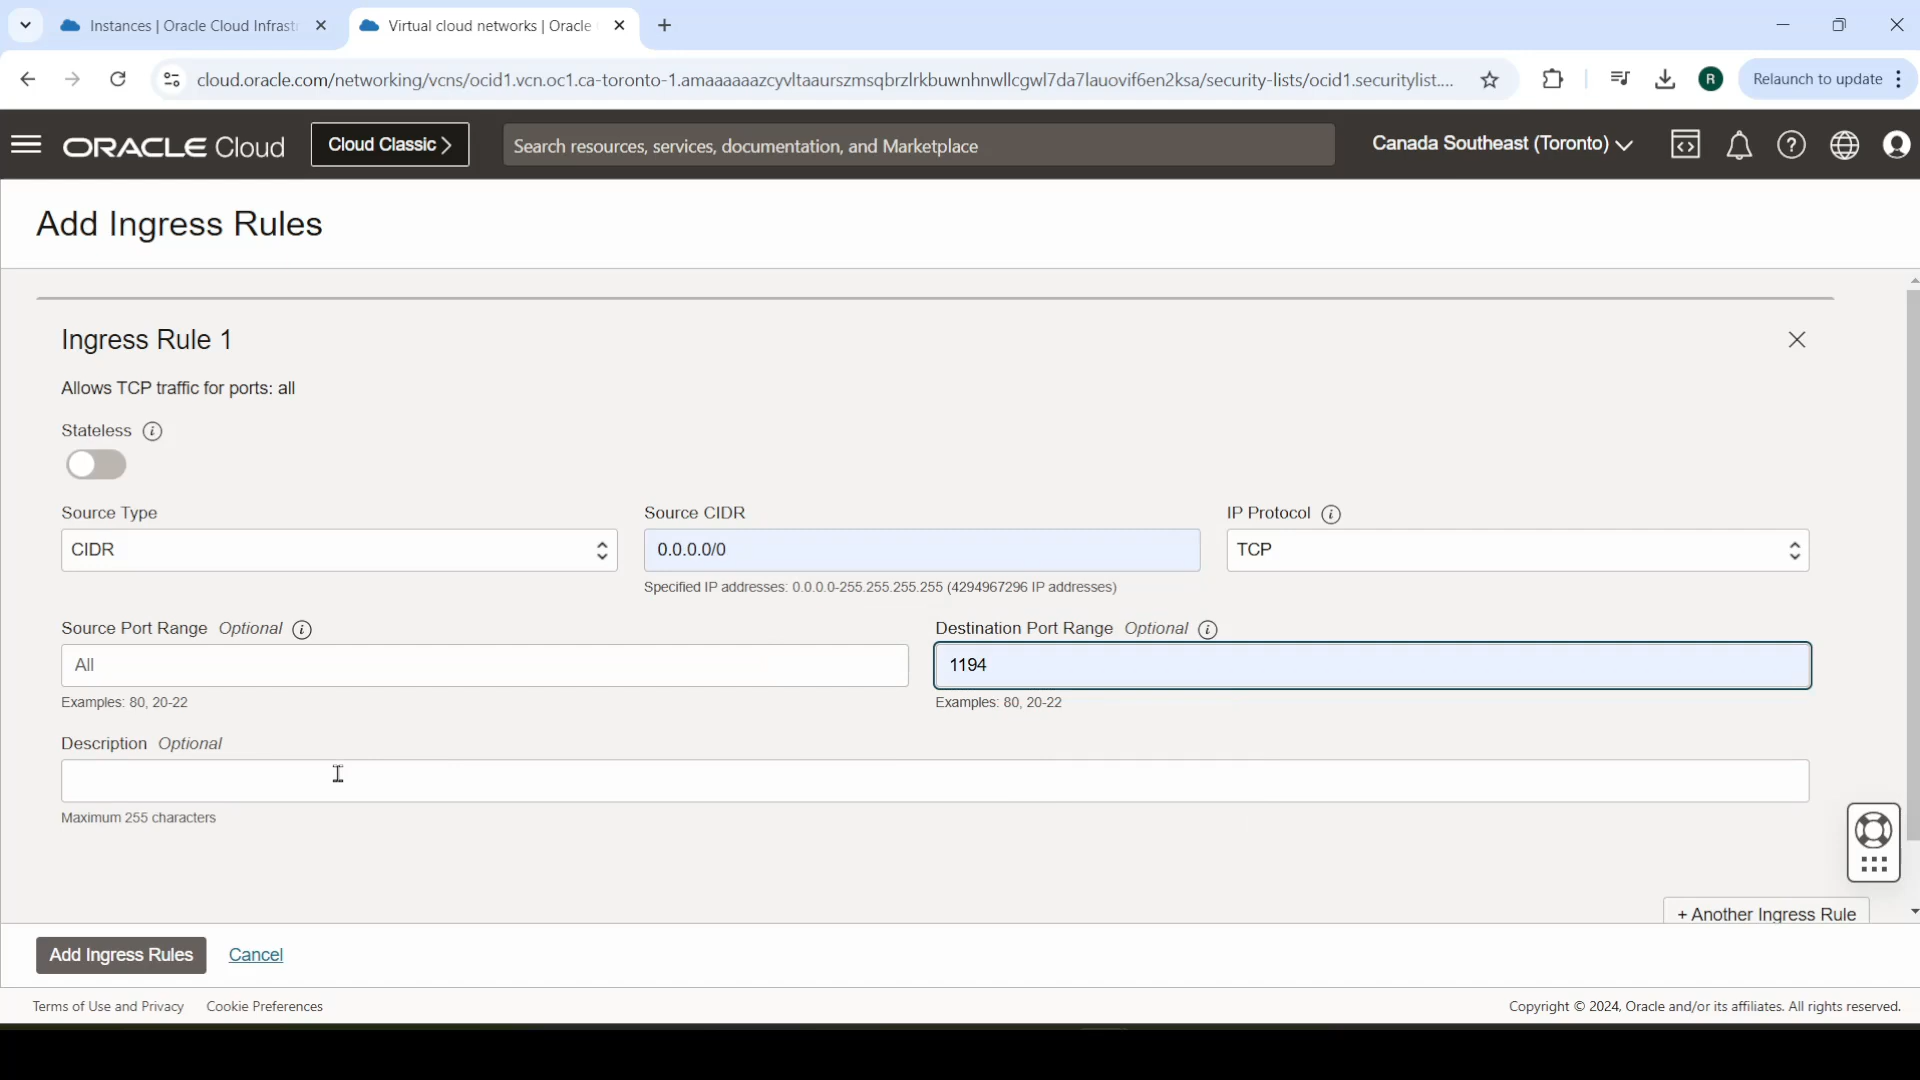 Instances | Oracle Cloud Infrastr
Virtual cloud networks | Oracle
cloud.oracle.com/networking/vcns/ocid1.vcn.oc1.ca-toronto-1.amaaaaaazcyvltaaurszmsqbrzlrkbuwnhnwllcgwl7da7lauovif6en2ksa/security-lists/ocid1.securitylist....
R
Relaunch to update
ORACLE Cloud
Cloud Classic
Search resources, services, documentation, and Marketplace
Canada Southeast (Toronto)
Add Ingress Rules
Ingress Rule 1
Allows TCP traffic for ports: all
Stateless
Source Type
Source CIDR
IP Protocol
CIDR
0.0.0.0/0
TCP
Specified IP addresses: 0.0.0.0-255.255.255.255 (4294967296 IP addresses)
Source Port Range Optional
Destination Port Range Optional
All
1194
Examples: 80, 20-22
Examples: 80, 20-22
Description Optional
Maximum 255 characters
+ Another Ingress Rule
Add Ingress Rules
Cancel
Terms of Use and Privacy
Cookie Preferences
Copyright © 2024, Oracle and/or its affiliates. All rights reserved.